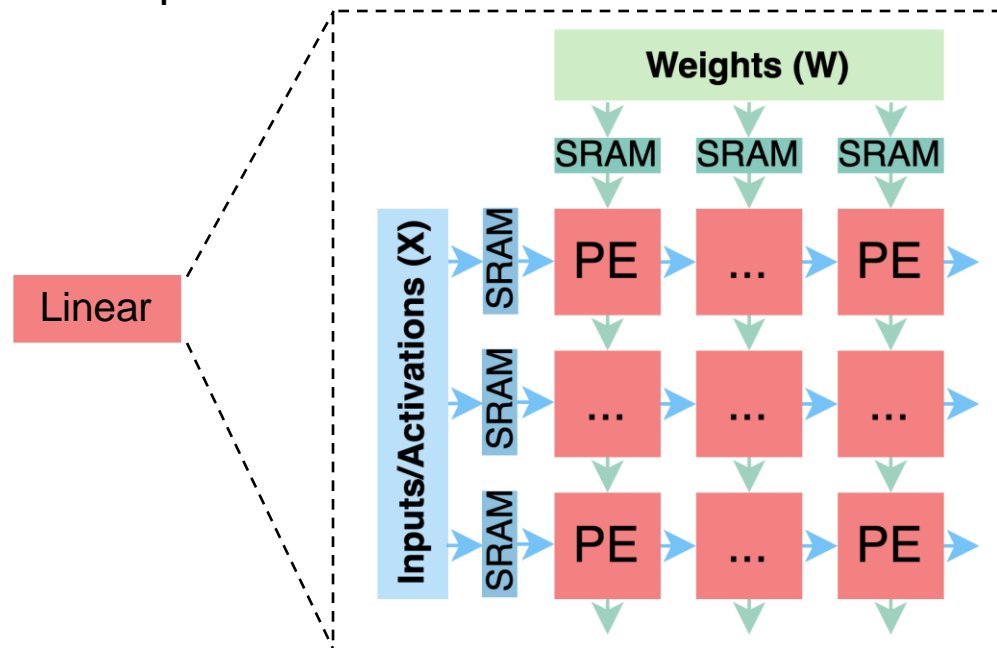 Weights (W)
SRAM SRAM SRAM
Linear
Inputs/Activations (X)
SRAM
PE ... PE
SRAM
... ... ...
SRAM
PE ... PE